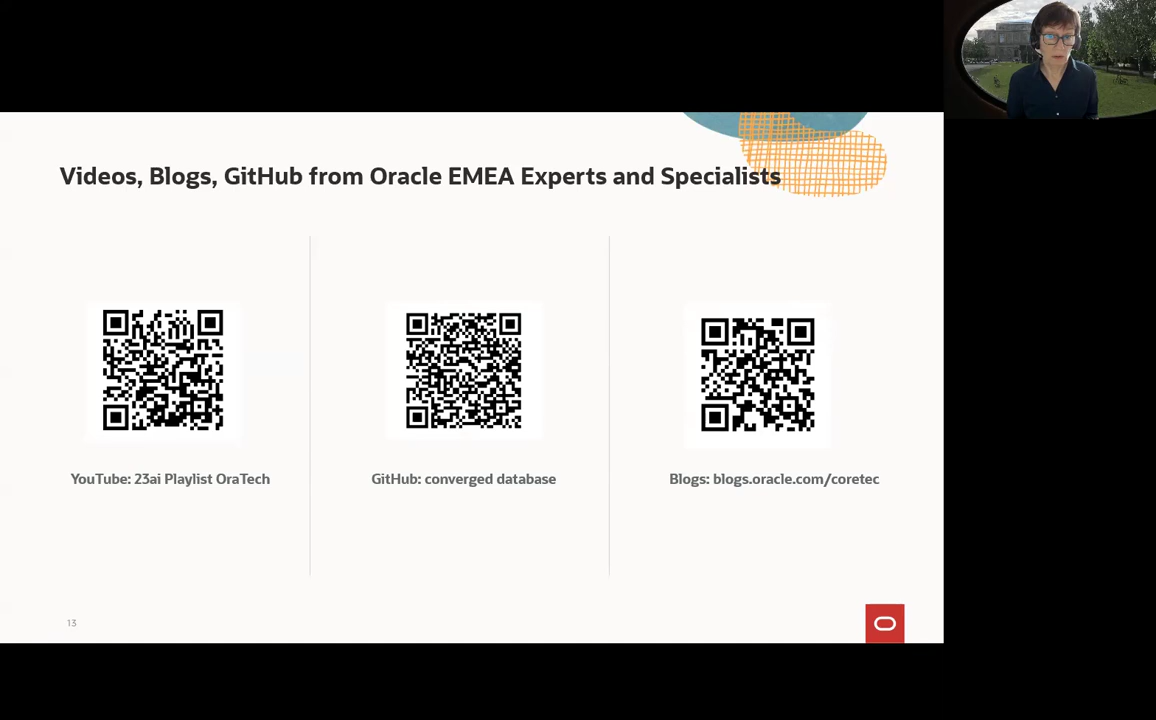 Videos, Blogs, GitHub from Oracle EMEA Experts and Specialists
YouTube: 23ai Playlist OraTech
GitHub: converged database
Blogs: blogs.oracle.com/coretec
13